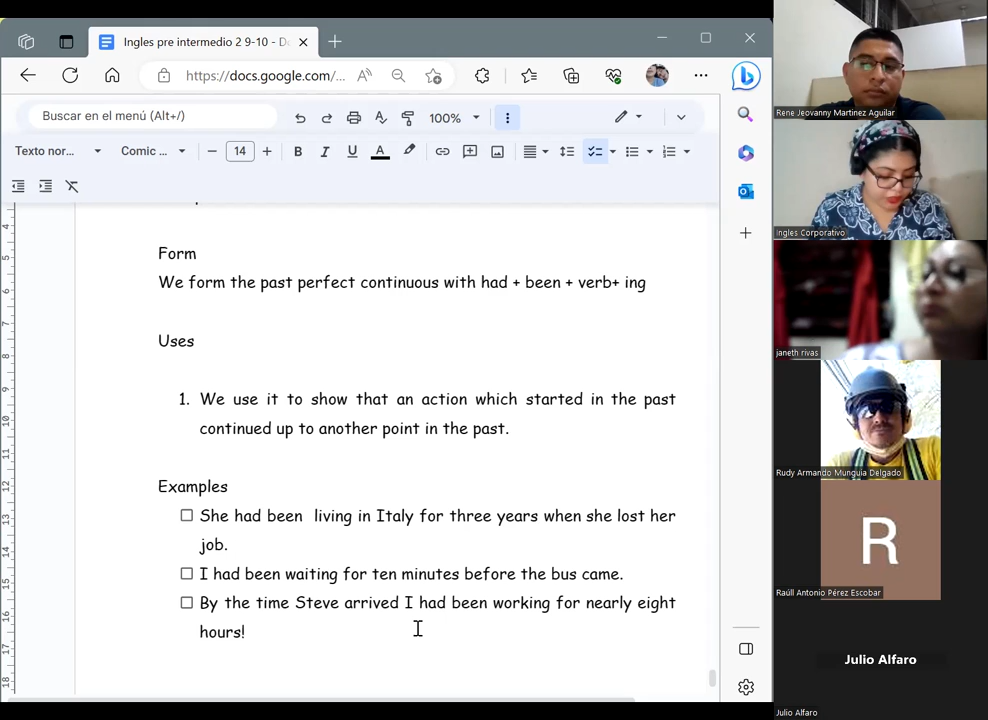 Ingles pre intermedio 2 9-10 - Do
https://docs.google.com/...
Buscar en el menú (Alt+/)
100%
Texto nor...
Comic ...
14
Form
We form the past perfect continuous with had + been + verb+ ing
Uses
1. We use it to show that an action which started in the past
continued up to another point in the past.
Examples
She had been living in Italy for three years when she lost her
job.
I had been waiting for ten minutes before the bus came.
By the time Steve arrived I had been working for nearly eight
hours!
Rene Jeovanny Martinez Aguilar
Ingles Corporativo
janeth rivas
Rudy Armando Munguia Delgado
R
Raúll Antonio Pérez Escobar
Julio Alfaro
Julio Alfaro